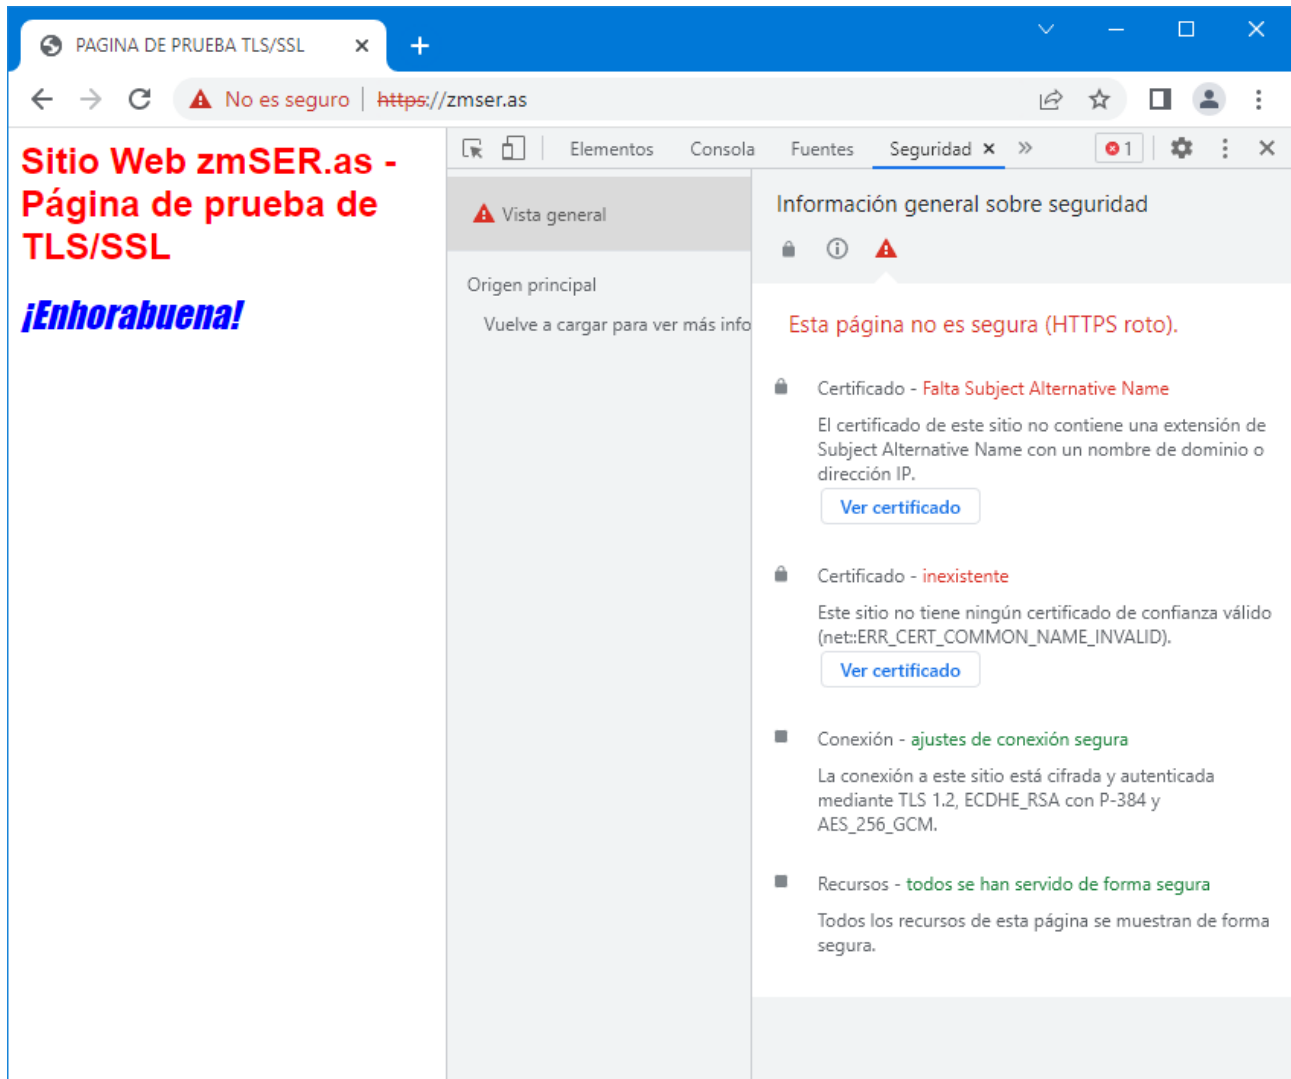 PAGINA DE PRUEBA TLS/SSL
No es seguro https://zmser.as
Sitio Web zmSER.as -
Página de prueba de
TLS/SSL
¡Enhorabuena!
Elementos Consola Fuentes Seguridad 1
Vista general
Origen principal
Vuelve a cargar para ver más info
Información general sobre seguridad
Esta página no es segura (HTTPS roto).
Certificado - Falta Subject Alternative Name
El certificado de este sitio no contiene una extensión de
Subject Alternative Name con un nombre de dominio o
dirección IP.
Ver certificado
Certificado - inexistente
Este sitio no tiene ningún certificado de confianza válido
(net::ERR_CERT_COMMON_NAME_INVALID).
Ver certificado
Conexión - ajustes de conexión segura
La conexión a este sitio está cifrada y autenticada
mediante TLS 1.2, ECDHE_RSA con P-384 y
AES_256_GCM.
Recursos - todos se han servido de forma segura
Todos los recursos de esta página se muestran de forma
segura.